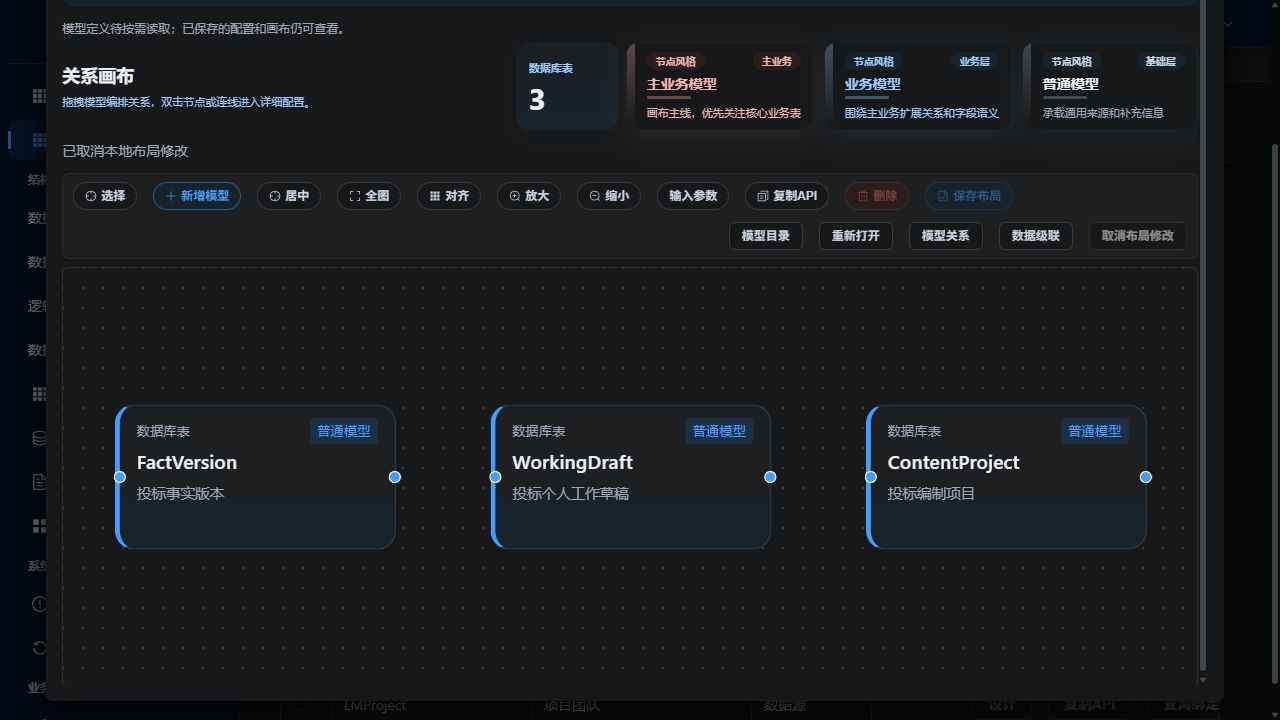 模型定义待按需读取；已保存的配置和画布仍可查看。
关系画布
拖拽模型编排关系，双击节点或连线进入详细配置。
数据库表
3
节点风格 主业务
主业务模型
画布主线，优先关注核心业务表
节点风格 业务层
业务模型
围绕主业务扩展关系和字段语义
节点风格 基础层
普通模型
承载通用来源和补充信息
已取消本地布局修改
选择 新增模型 居中 全图 对齐 放大 缩小 输入参数 复制API 删除 保存布局
模型目录 重新打开 模型关系 数据级联 取消布局修改
数据库表 普通模型
FactVersion
投标事实版本
数据库表 普通模型
WorkingDraft
投标个人工作草稿
数据库表 普通模型
ContentProject
投标编制项目
数据
数据
逻辑
数据
系统
业务
LMProject 项目团队 数据源 设计 复制API 查询绑定